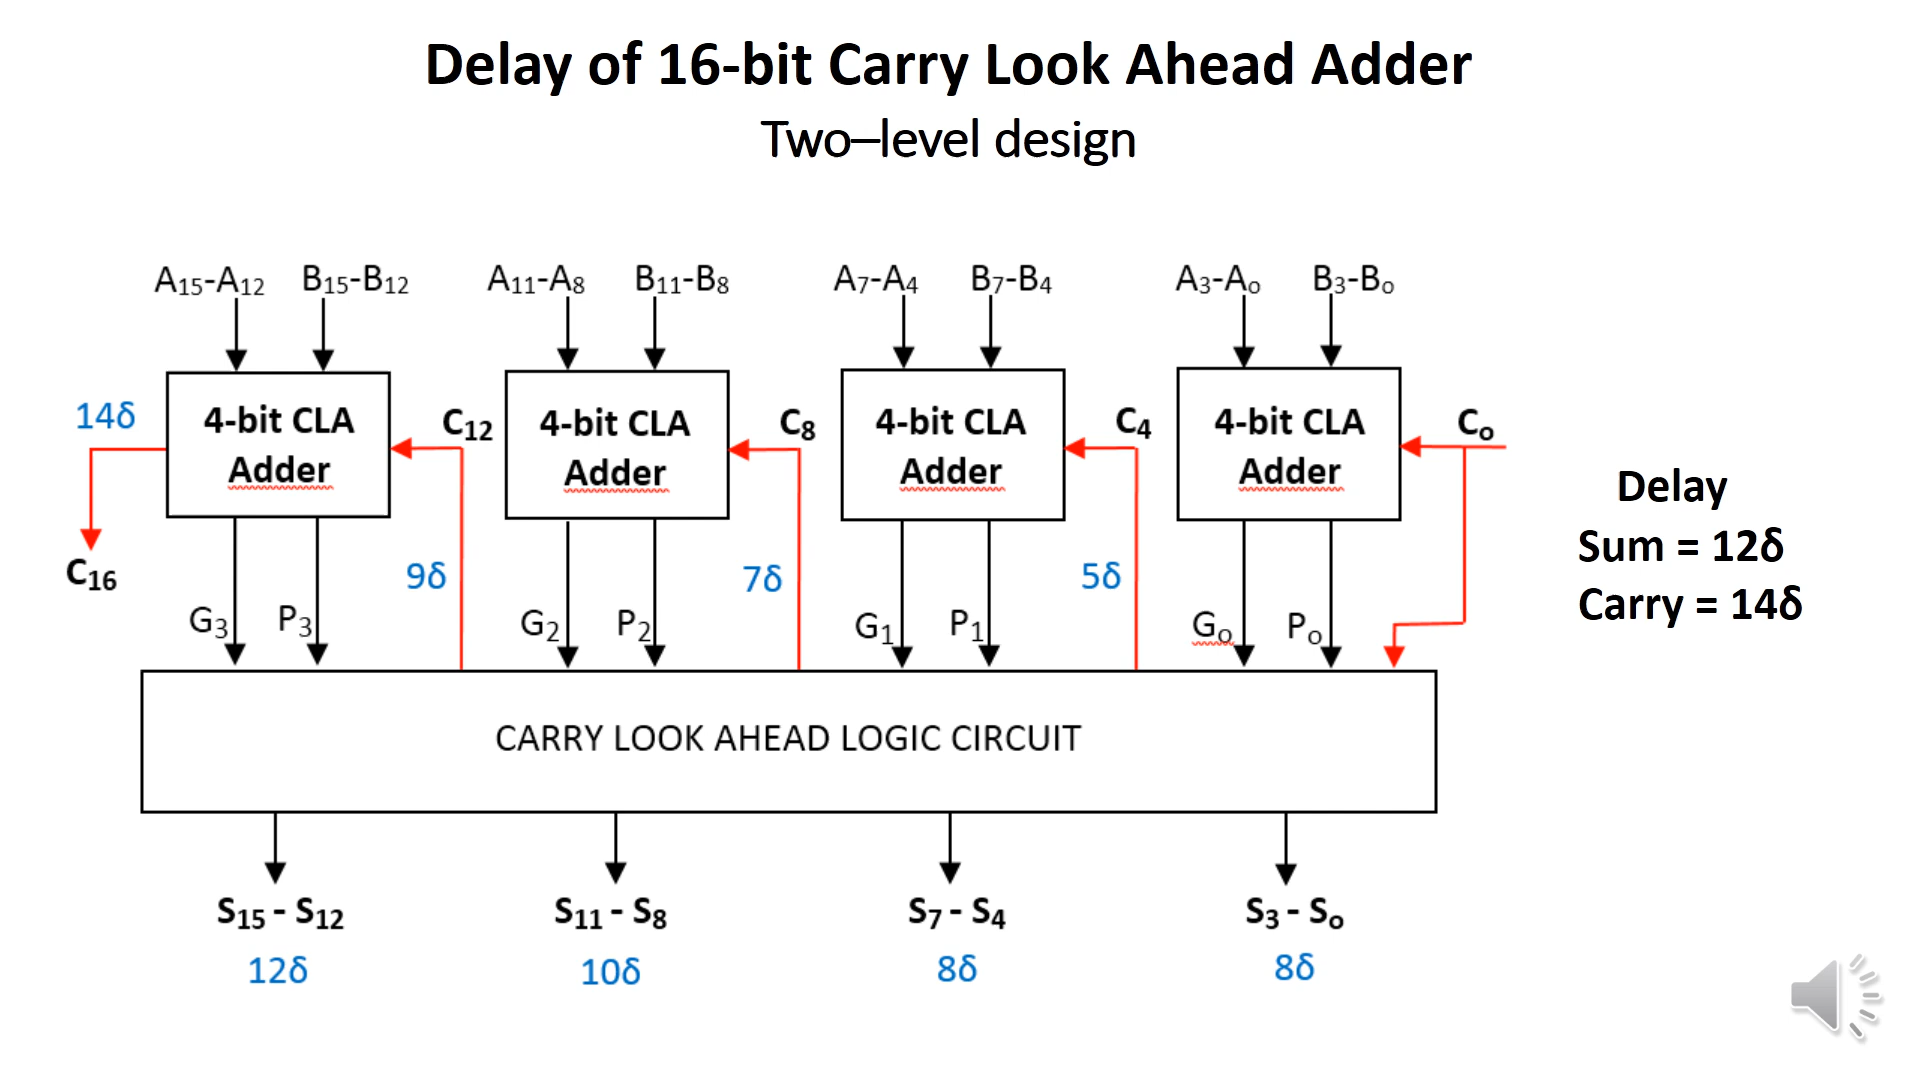 Delay of 16-bit Carry Look Ahead Adder
Two–level design
A15-A12 B15-B12 A11-A8 B11-B8 A7-A4 B7-B4 A3-Ao B3-Bo
14δ 4-bit CLA Adder C12 4-bit CLA Adder C8 4-bit CLA Adder C4 4-bit CLA Adder Co
Delay
Sum = 12δ
Carry = 14δ
C16 9δ 7δ 5δ
G3 P3 G2 P2 G1 P1 Go Po
CARRY LOOK AHEAD LOGIC CIRCUIT
S15 - S12 S11 - S8 S7 - S4 S3 - So
12δ 10δ 8δ 8δ